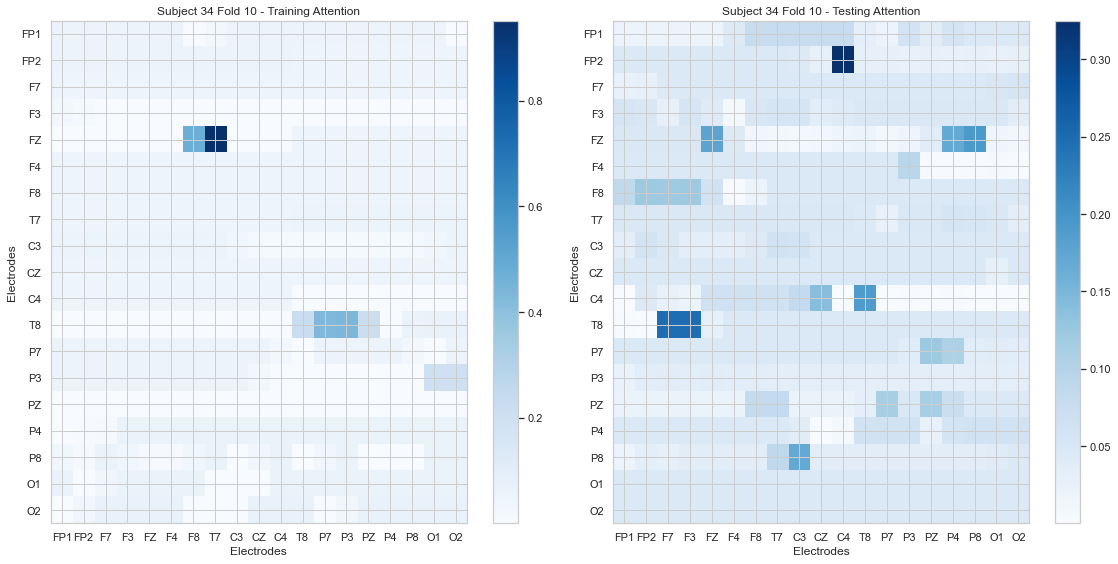 Subject 34 Fold 10 - Training Attention
FP1
FP2
F7
F3
FZ
F4
F8
T7
C3
CZ
C4
T8
P7
P3
PZ
P4
P8
O1
O2
Electrodes
FP1 FP2 F7 F3 FZ F4 F8 T7 C3 CZ C4 T8 P7 P3 PZ P4 P8 O1 O2
Electrodes
0.8
0.6
0.4
0.2
Subject 34 Fold 10 - Testing Attention
FP1
FP2
F7
F3
FZ
F4
F8
T7
C3
CZ
C4
T8
P7
P3
PZ
P4
P8
O1
O2
Electrodes
FP1 FP2 F7 F3 FZ F4 F8 T7 C3 CZ C4 T8 P7 P3 PZ P4 P8 O1 O2
Electrodes
0.30
0.25
0.20
0.15
0.10
0.05